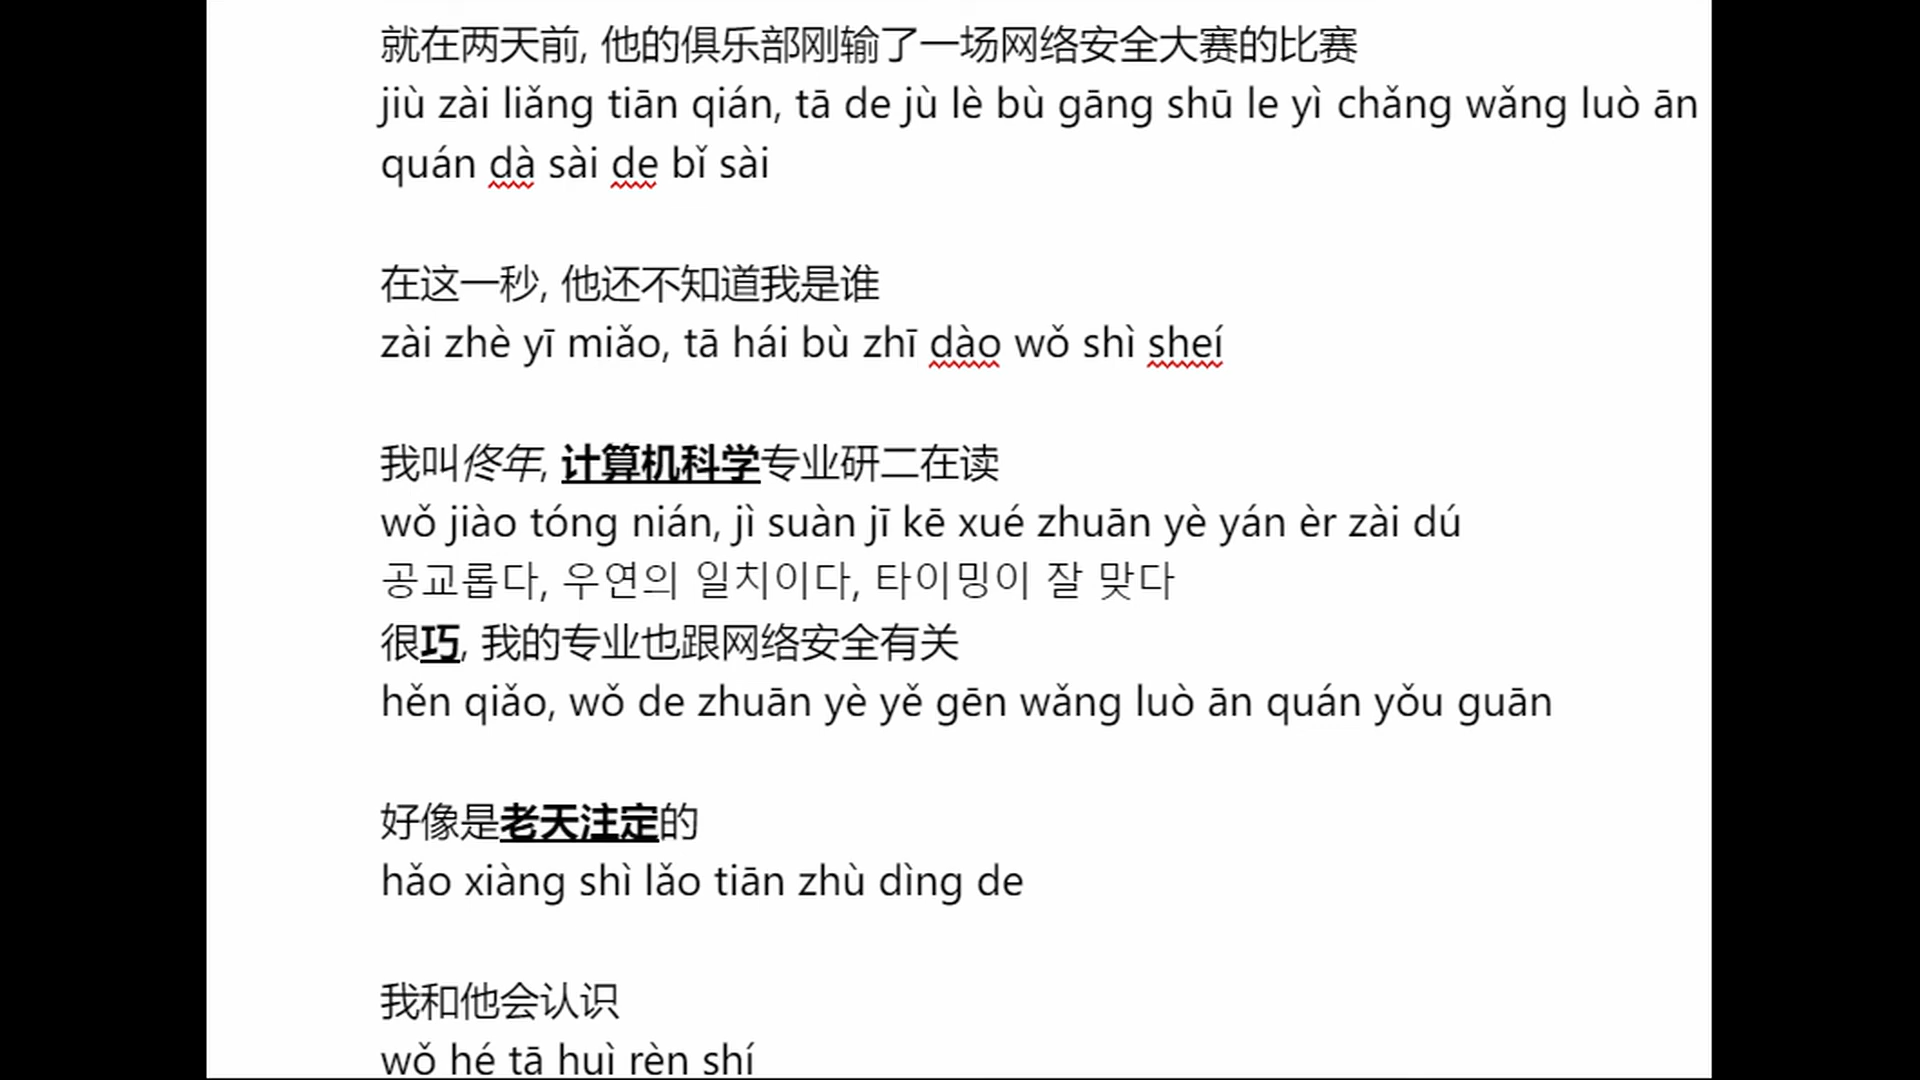 就在两天前, 他的俱乐部刚输了一场网络安全大赛的比赛
jiù zài liǎng tiān qián, tā de jù lè bù gāng shū le yì chǎng wǎng luò ān
quán dà sài de bǐ sài
在这一秒, 他还不知道我是谁
zài zhè yī miǎo, tā hái bù zhī dào wǒ shì sheí
我叫佟年, 计算机科学专业研二在读
wǒ jiào tóng nián, jì suàn jī kē xué zhuān yè yán èr zài dú
공교롭다, 우연의 일치이다, 타이밍이 잘 맞다
很巧, 我的专业也跟网络安全有关
hěn qiǎo, wǒ de zhuān yè yě gēn wǎng luò ān quán yǒu guān
好像是老天注定的
hǎo xiàng shì lǎo tiān zhù dìng de
我和他会认识
wǒ hé tā huì rèn shí